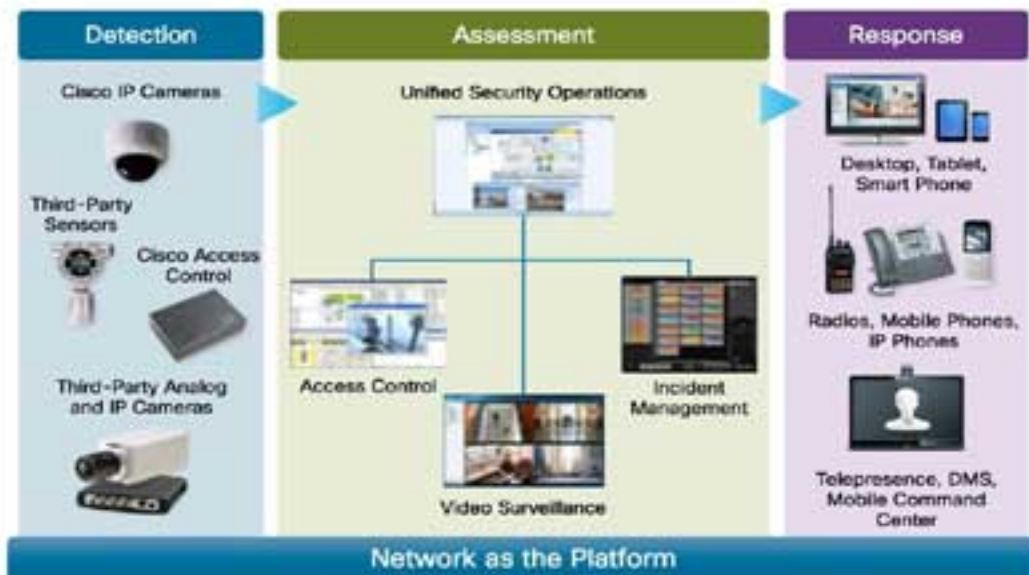 Detection
Assessment
Response
Cisco IP Cameras
Third-Party
Sensors
Cisco Access
Control
Third-Party Analog
and IP Cameras
Unified Security Operations
Access Control
Incident
Management
Video Surveillance
Desktop, Tablet,
Smart Phone
Radios, Mobile Phones,
IP Phones
Telepresence, DMS,
Mobile Command
Center
Network as the Platform